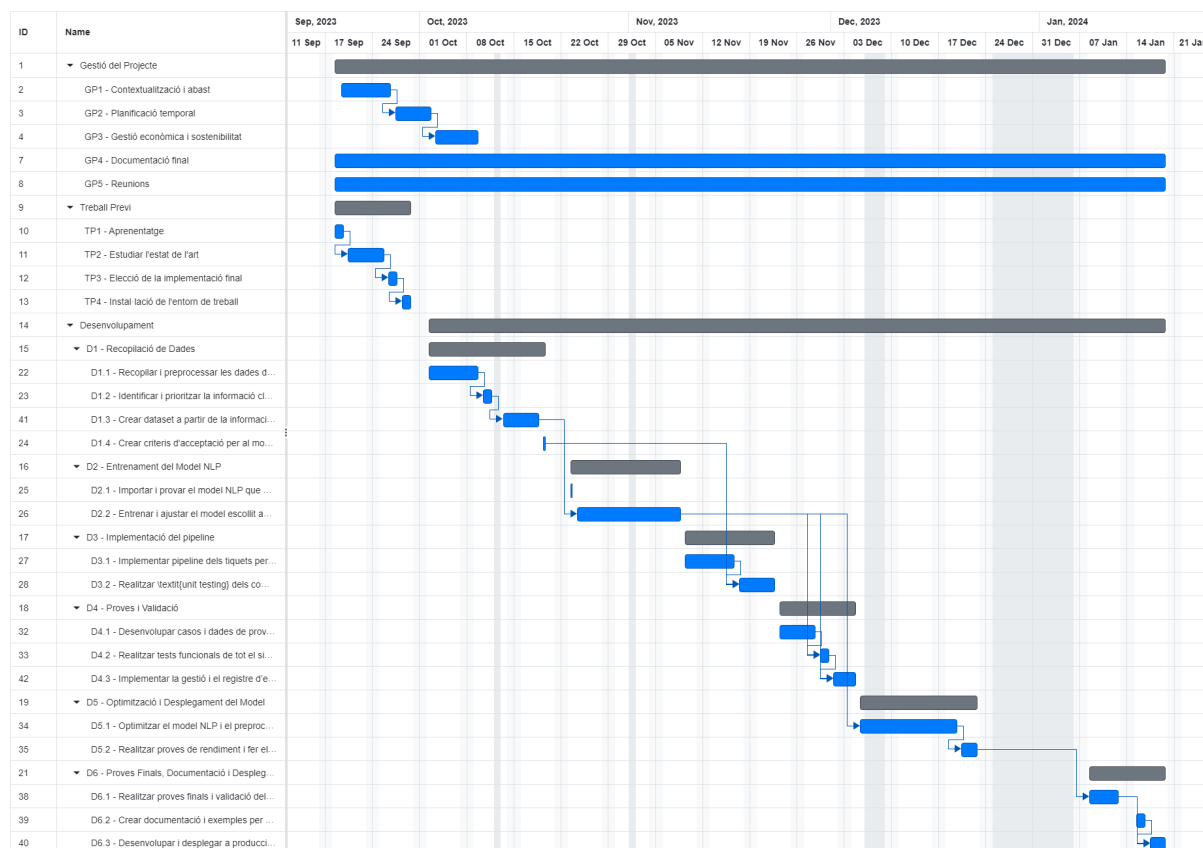 ID Name Sep, 2023 Oct, 2023 Nov, 2023 Dec, 2023 Jan, 2024
11 Sep 17 Sep 24 Sep 01 Oct 08 Oct 15 Oct 22 Oct 29 Oct 05 Nov 12 Nov 19 Nov 26 Nov 03 Dec 10 Dec 17 Dec 24 Dec 31 Dec 07 Jan 14 Jan 21 Jan
1 Gestió del Projecte
2 GP1 - Contextualització i abast
3 GP2 - Planificació temporal
4 GP3 - Gestió econòmica i sostenibilitat
7 GP4 - Documentació final
8 GP5 - Reunions
9 Treball Previ
10 TP1 - Aprenentatge
11 TP2 - Estudiar l'estat de l'art
12 TP3 - Elecció de la implementació final
13 TP4 - Instal·lació de l'entorn de treball
14 Desenvolupament
15 D1 - Recopilació de Dades
22 D1.1 - Recopilar i preprocessar les dades d...
23 D1.2 - Identificar i prioritzar la informació cl...
41 D1.3 - Crear dataset a partir de la informaci...
24 D1.4 - Crear criteris d'acceptació per al mo...
16 D2 - Entrenament del Model NLP
25 D2.1 - Importar i provar el model NLP que ...
26 D2.2 - Entrenar i ajustar el model escollit a...
17 D3 - Implementació del pipeline
27 D3.1 - Implementar pipeline dels tiquets per...
28 D3.2 - Realitzar \textit{unit testing} dels co...
18 D4 - Proves i Validació
32 D4.1 - Desenvolupar casos i dades de prov...
33 D4.2 - Realitzar tests funcionals de tot el si...
42 D4.3 - Implementar la gestió i el registre d'e...
19 D5 - Optimització i Desplegament del Model
34 D5.1 - Optimitzar el model NLP i el preproc...
35 D5.2 - Realitzar proves de rendiment i fer el...
21 D6 - Proves Finals, Documentació i Despleg...
38 D6.1 - Realitzar proves finals i validació del...
39 D6.2 - Crear documentació i exemples per ...
40 D6.3 - Desenvolupar i desplegar a producci...